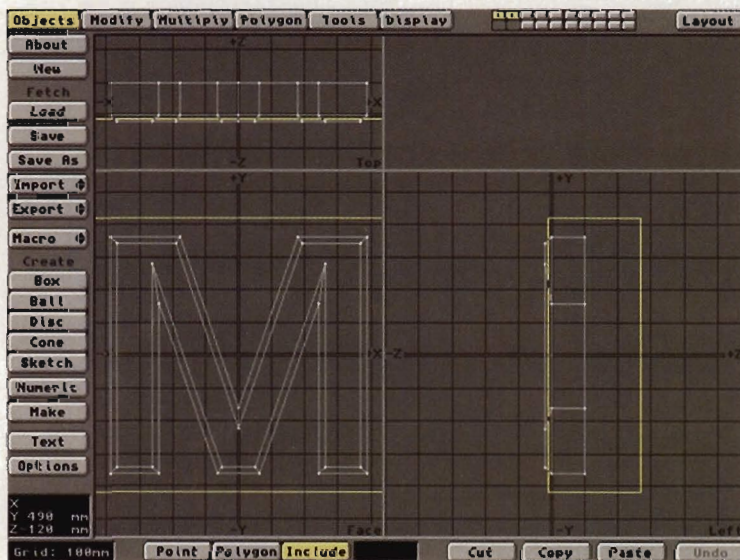 Objects Modify Multiply Polygon Tools Display Layout
About
New
Fetch
Load
Save
Save As
Import
Export
Macro
Create
Box
Ball
Disc
Cone
Sketch
Numeric
Make
Text
Options
+Z
-X +X
-Z Top
+Y +Y
-X +X -Z +Z
-Y Face -Y Left
X
Y 490 mm
Z-120 mm
Grid: 100mm Point Polygon Include Cut Copy Paste Undo